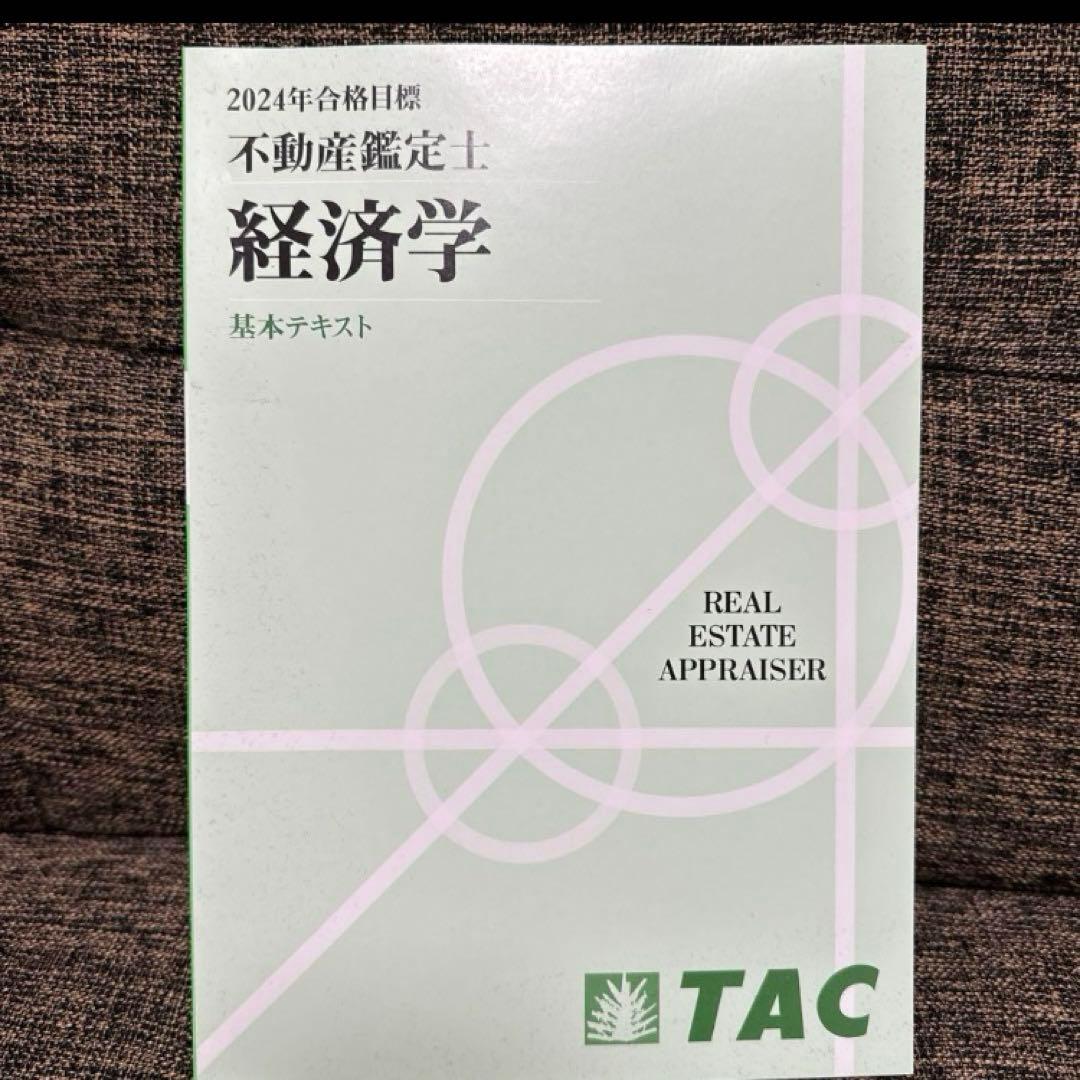 2024年合格目標
不動産鑑定士
経済学
基本テキスト
REAL
ESTATE
APPRAISER
TAC